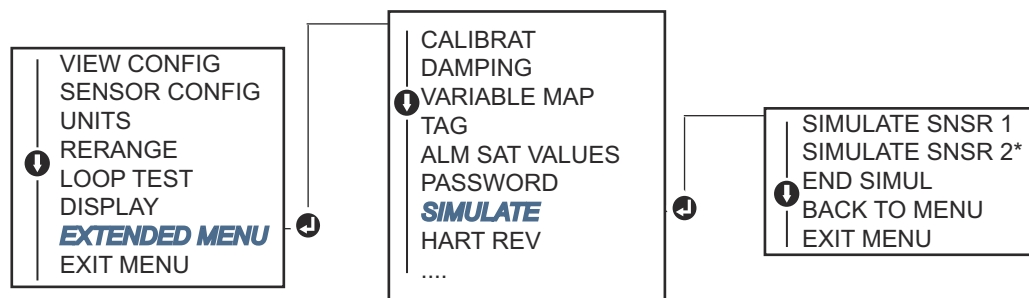 VIEW CONFIG
SENSOR CONFIG
UNITS
RERANGE
LOOP TEST
DISPLAY
EXTENDED MENU
EXIT MENU
CALIBRAT
DAMPING
VARIABLE MAP
TAG
ALM SAT VALUES
PASSWORD
SIMULATE
HART REV
....
SIMULATE SNSR 1
SIMULATE SNSR 2*
END SIMUL
BACK TO MENU
EXIT MENU